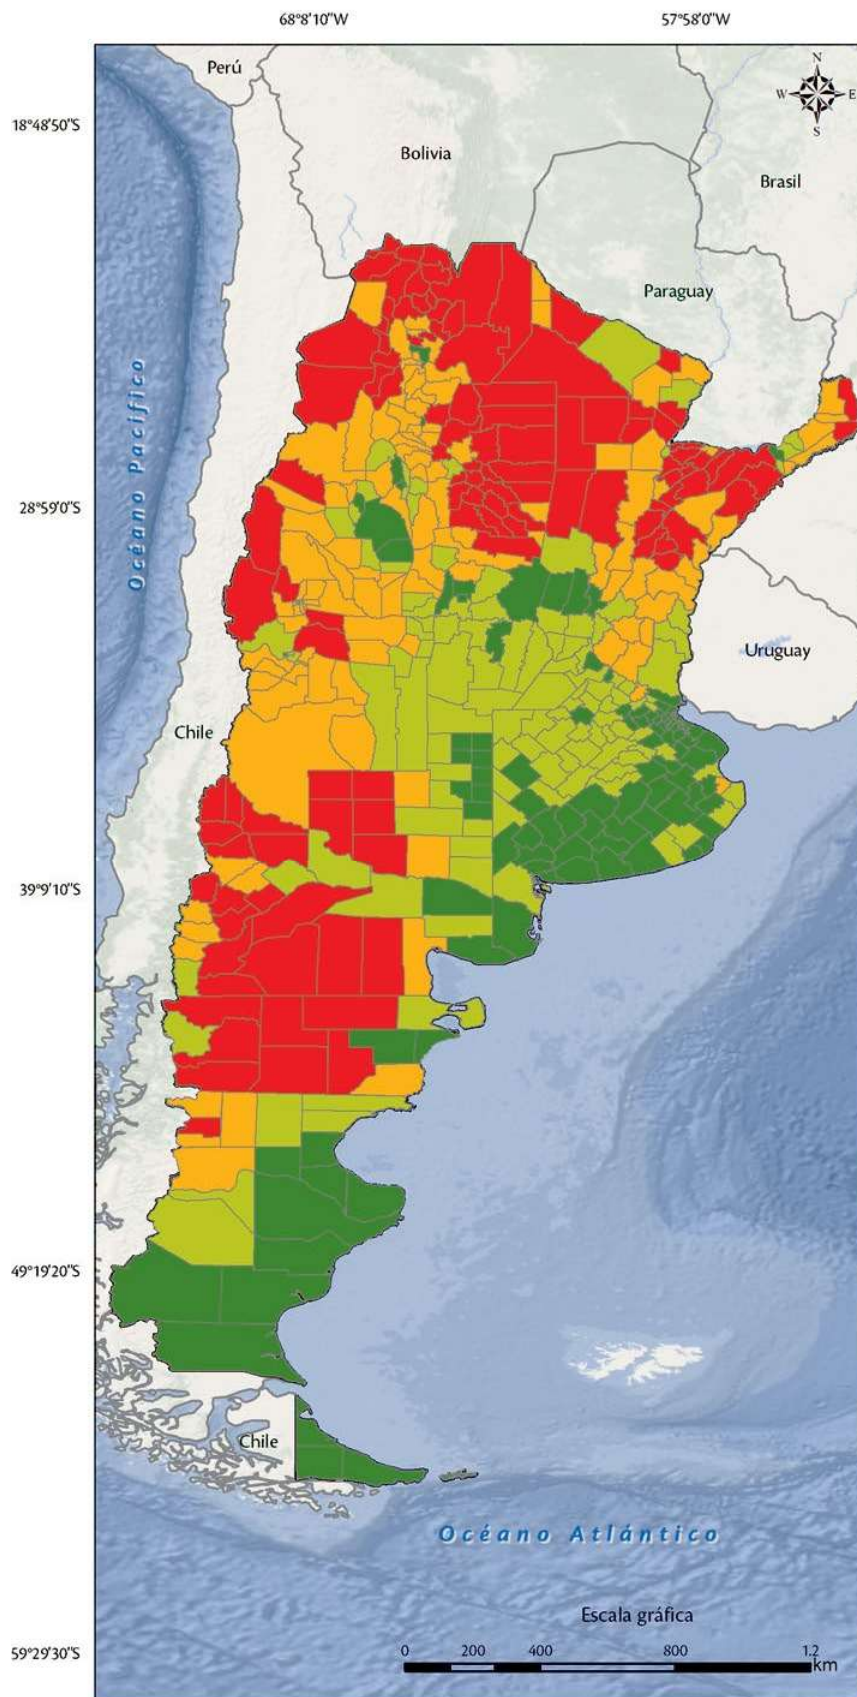 68°8'10"W
57°58'0"W
Perú
N
W
E
S
18°48'50"S
Bolivia
Brasil
Paraguay
Océano Pacífico
28°59'0"S
Uruguay
Chile
39°9'10"S
49°19'20"S
Chile
Océano Atlántico
Escala gráfica
59°29'30"S
0
200
400
800
1.2
km